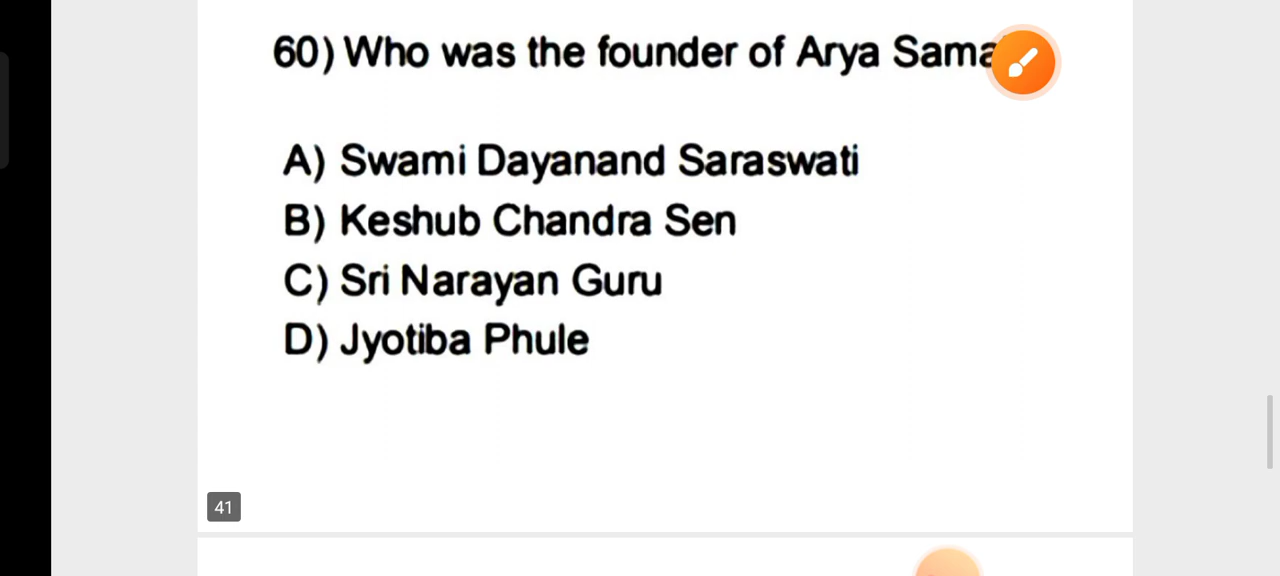 60) Who was the founder of Arya
A) Swami Dayanand Saraswati
B) Keshub Chandra Sen
C) Sri Narayan Guru
D) Jyotiba Phule
41